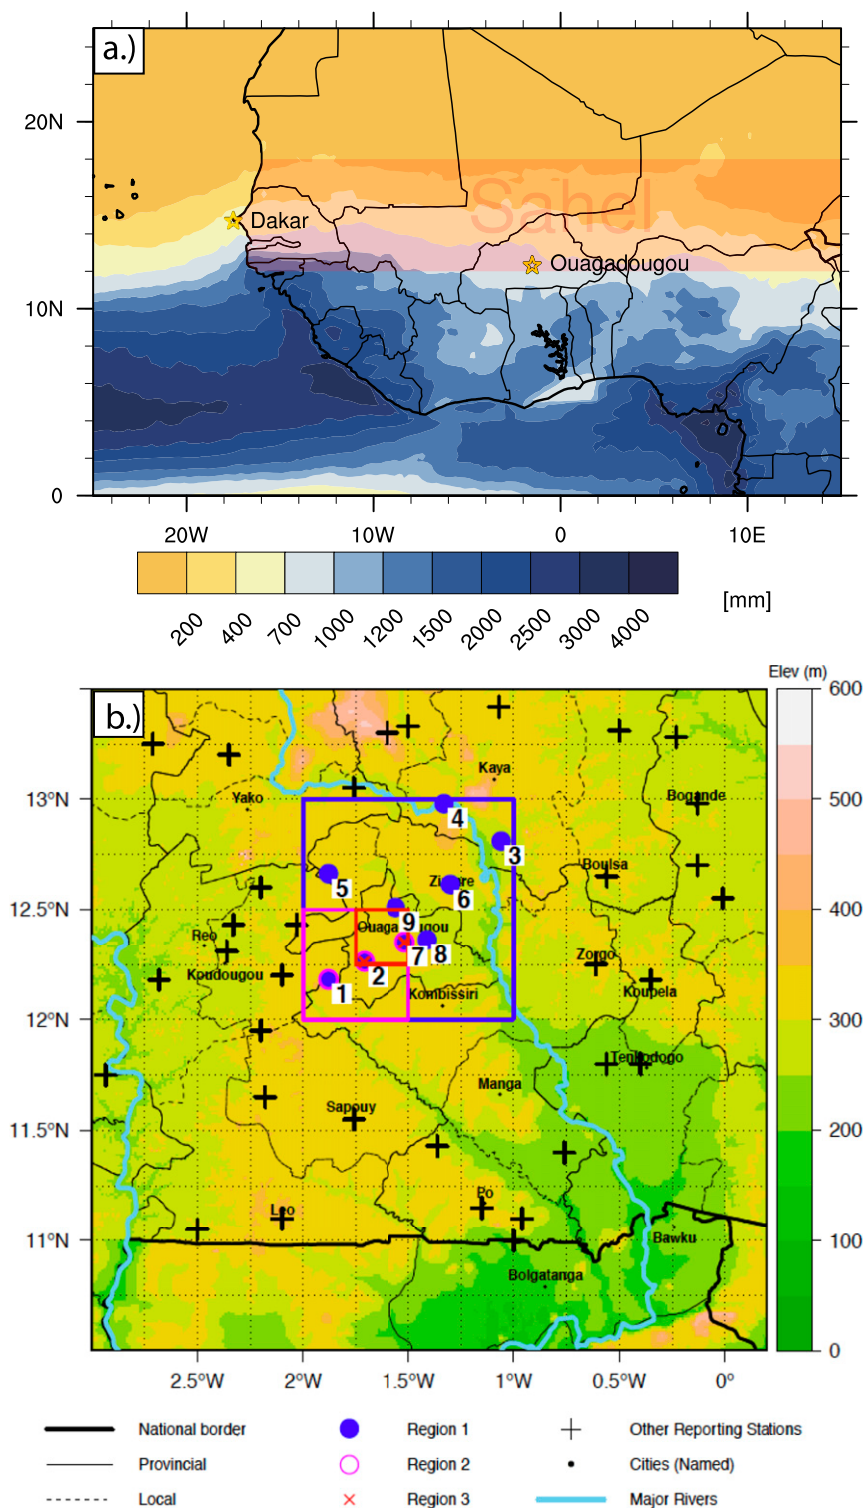 a.)
20N
Sahel
Dakar
Ouagadougou
10N
0
20W 10W 0 10E
200 400 700 1000 1200 1500 2000 2500 3000 4000
[mm]
Elev (m)
b.)
600
Kaya
Yako
Bogande
13°N
500
4
3
Boulsa
5
6
12.5°N
400
9
Reo
8
7
Zorgo
Koudougou
2
Koupela
1
Kombissiri
12°N
300
Tenkodogo
Manga
Sapouy
11.5°N
200
Po
Leo
Bawku
11°N
100
Bolgatanga
0
2.5°W 2°W 1.5°W 1°W 0.5°W 0°
National border Region 1 Other Reporting Stations
Provincial Region 2 Cities (Named)
Local Region 3 Major Rivers